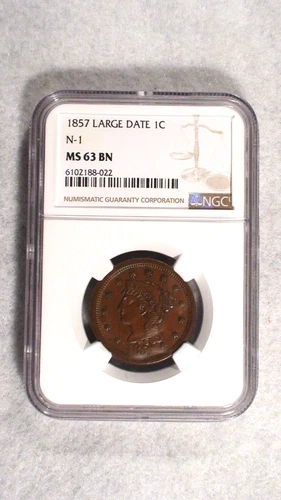 1857 LARGE DATE 1C
N-1
MS 63 BN
6102188-022
NUMISMATIC GUARANTY CORPORATION
NGC